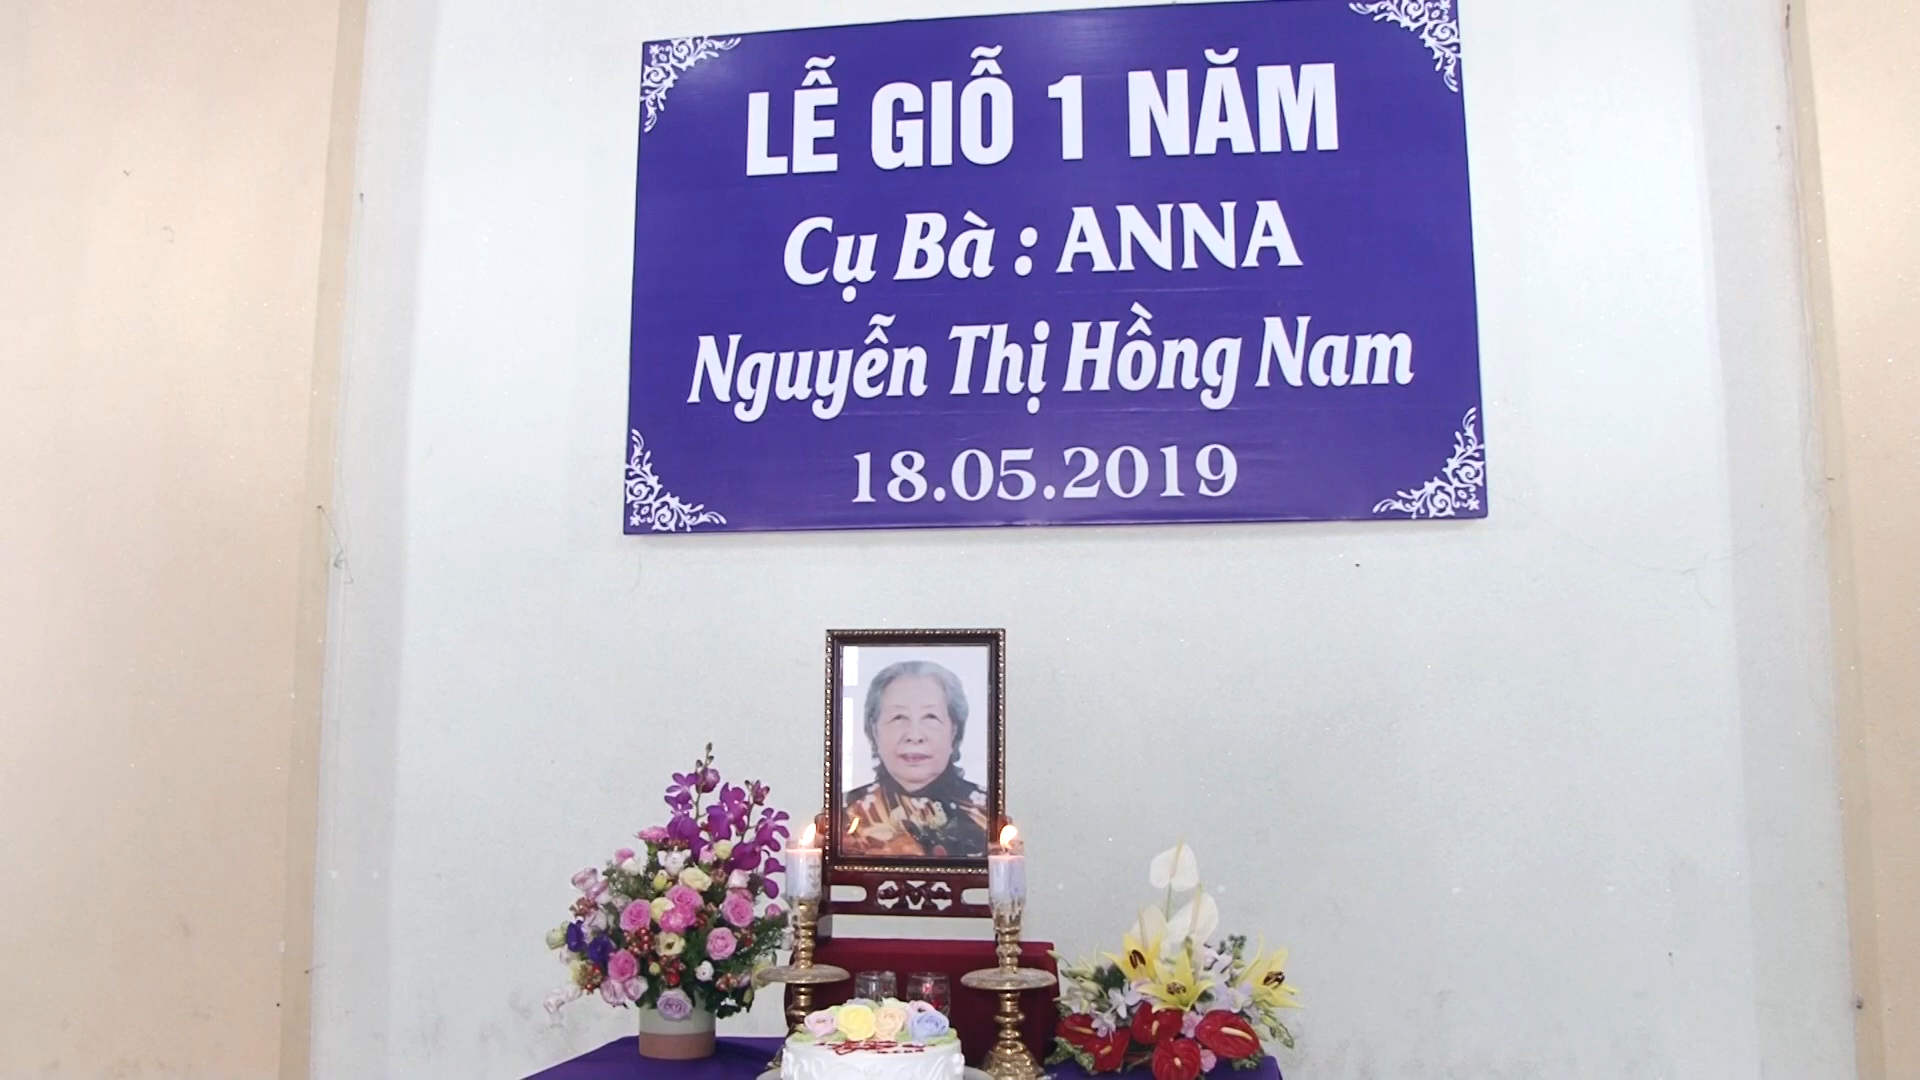 LỄ GIỖ 1 NĂM
Cụ Bà : ANNA
Nguyễn Thị Hồng Nam
18.05.2019